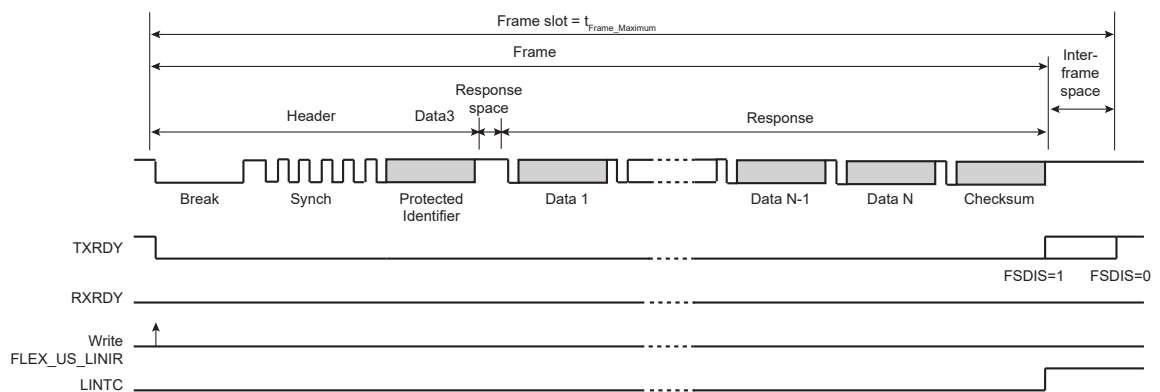 Frame slot = tFrame_Maximum
Frame
Inter-
frame
space
Response
space
Header
Data3
Response
Break
Synch
Protected
Identifier
Data 1
Data N-1
Data N
Checksum
TXRDY
FSDIS=1
FSDIS=0
RXRDY
Write
FLEX_US_LINIR
LINTC